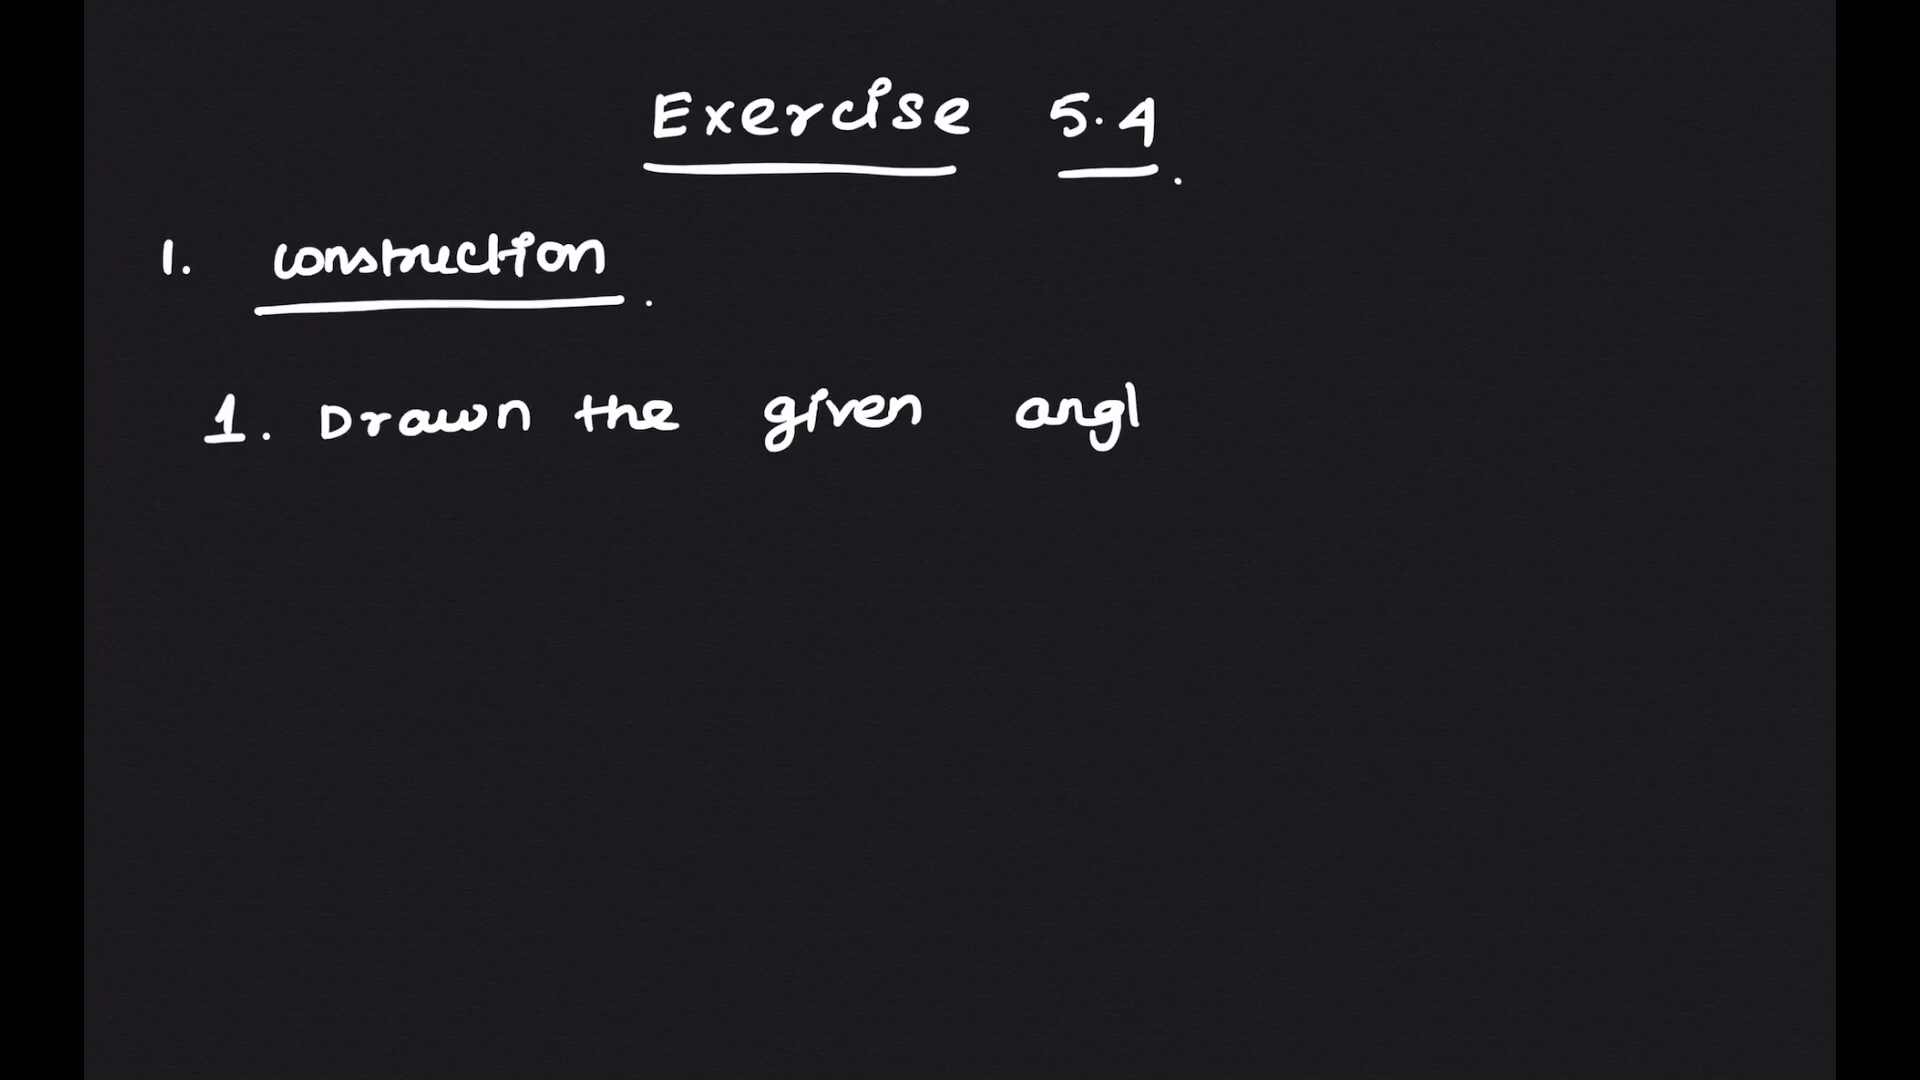 Exercise 5.4.
1. construction.
1. Drawn the given angl